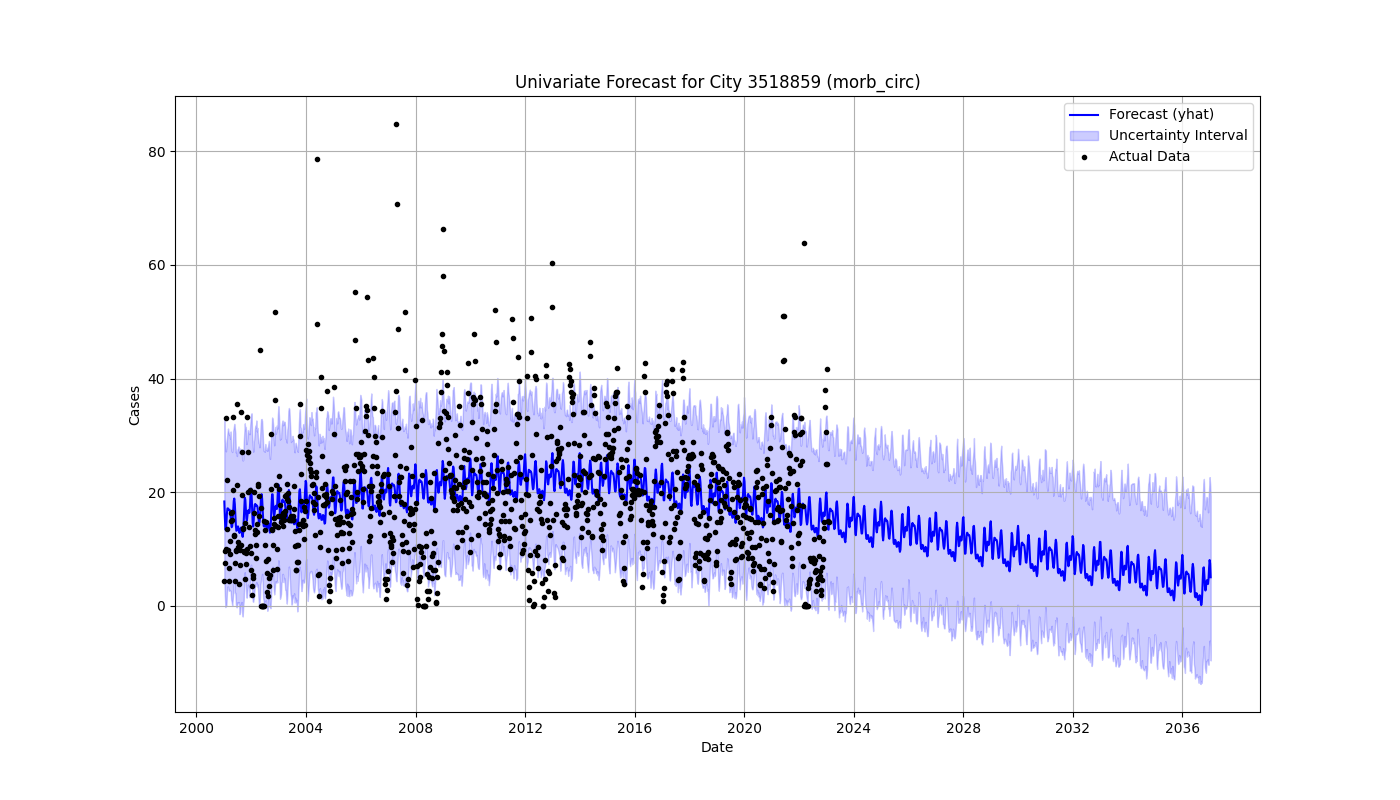 Univariate Forecast for City 3518859 (morb_circ)
Forecast (yhat)
Uncertainty Interval
Actual Data
Cases
80
60
40
20
0
2000 2004 2008 2012 2016 2020 2024 2028 2032 2036
Date